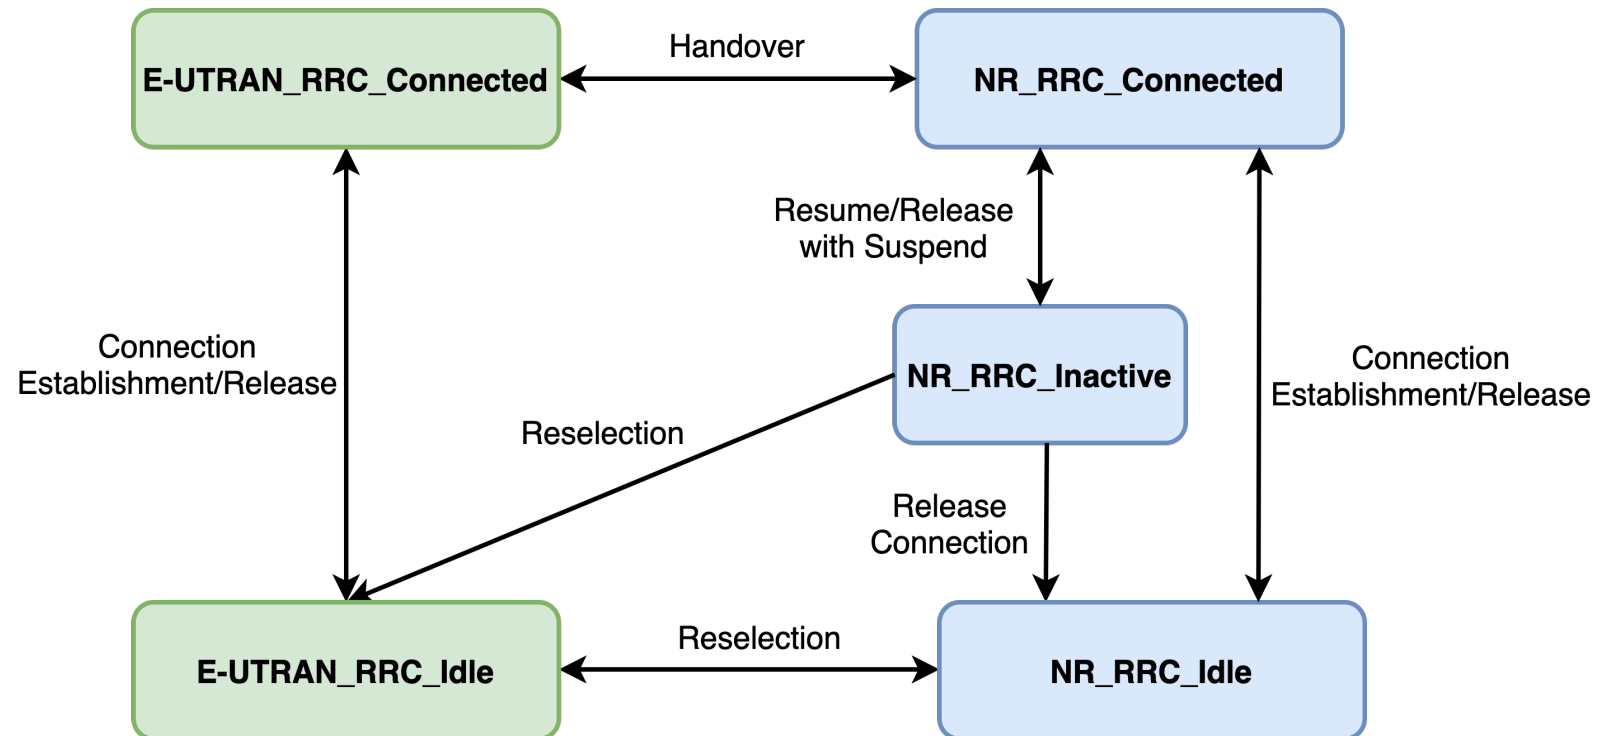 Handover
E-UTRAN_RRC_Connected
NR_RRC_Connected
Resume/Release
with Suspend
Connection
Establishment/Release
Connection
Establishment/Release
NR_RRC_Inactive
Reselection
Release
Connection
Reselection
E-UTRAN_RRC_Idle
NR_RRC_Idle